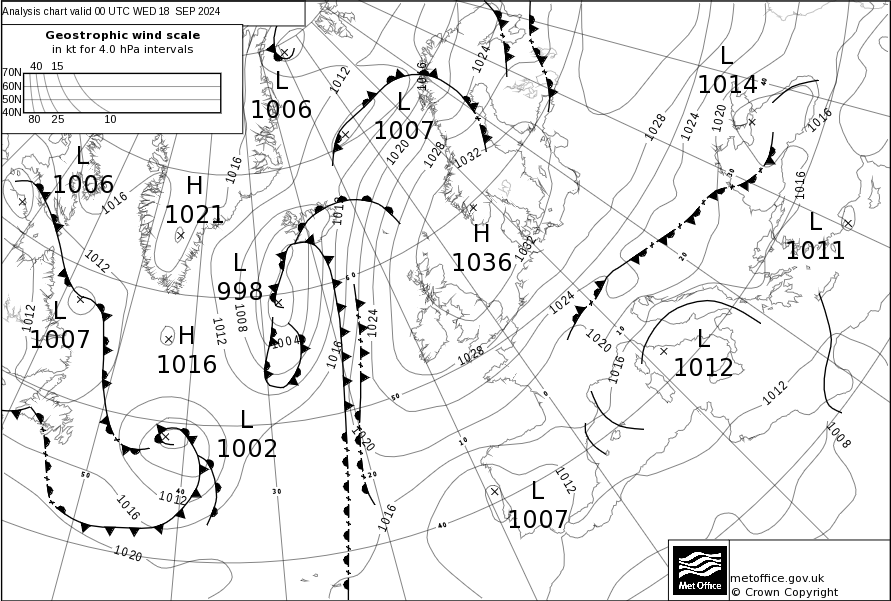 Analysis chart valid 00 UTC WED 18 SEP 2024
Geostrophic wind scale
in kt for 4.0 hPa intervals
40 15
70N
60N
50N
40N
80 25 10
L
1006
L
1007
L
1014
L
1006
H
1021
H
1036
L
1011
L
998
L
1007
H
1016
L
1012
L
1002
L
1007
1012
1016
1024
1028
1024
1020
1016
1016
1020
1028
1032
1016
1016
1012
1012
1032
1012
1008
1012
1004
1016
1024
1028
1024
1020
1016
1012
1008
1020
1012
1012
1016
1016
1020
40
30
20
10
0
60
50
10
20
30
40
50
40
Met Office
metoffice.gov.uk
© Crown Copyright